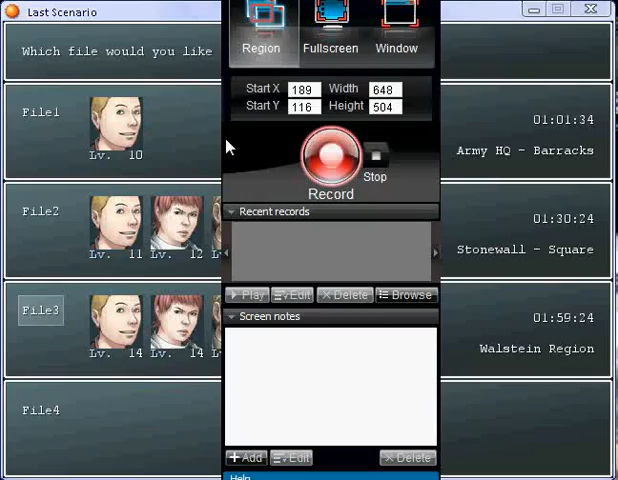 Last Scenario
Which file would you like
File1
Lv. 10
01:01:34
Army HQ - Barracks
File2
Lv. 11
Lv. 12
01:30:24
Stonewall - Square
File3
Lv. 14
Lv. 14
01:59:24
Walstein Region
File4
Region
Fullscreen
Window
Start X 189 Width 648
Start Y 116 Height 504
Record
Stop
Recent records
Play Edit Delete Browse
Screen notes
Add Edit Delete
Help